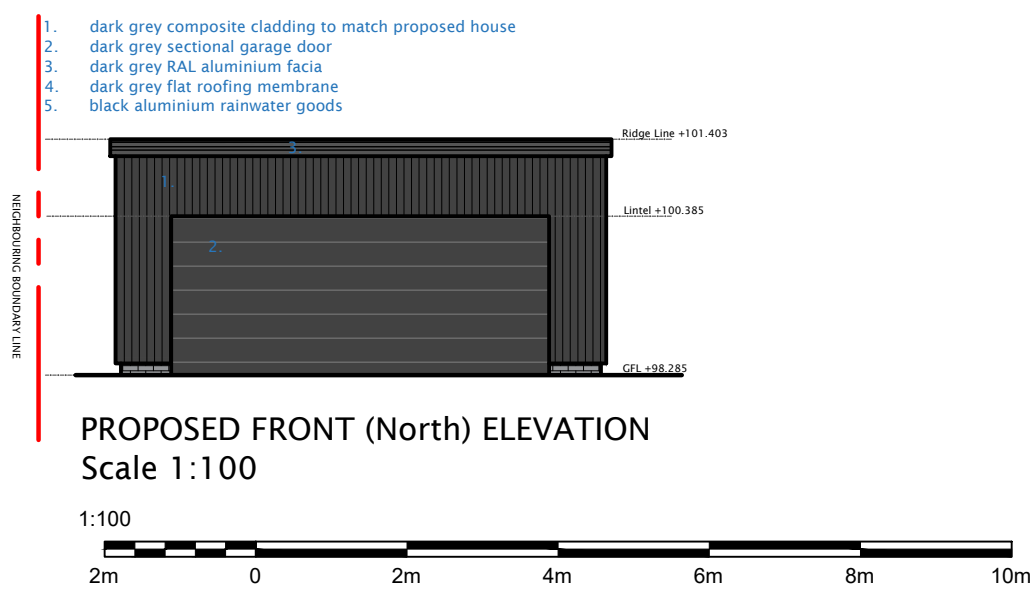 1. dark grey composite cladding to match proposed house
2. dark grey sectional garage door
3. dark grey RAL aluminium facia
4. dark grey flat roofing membrane
5. black aluminium rainwater goods
Ridge Line +101.403
3.
1.
NEIGHBOURING BOUNDARY LINE
Lintel +100.385
2.
GFL +98.285
PROPOSED FRONT (North) ELEVATION
Scale 1:100
1:100
2m 0 2m 4m 6m 8m 10m